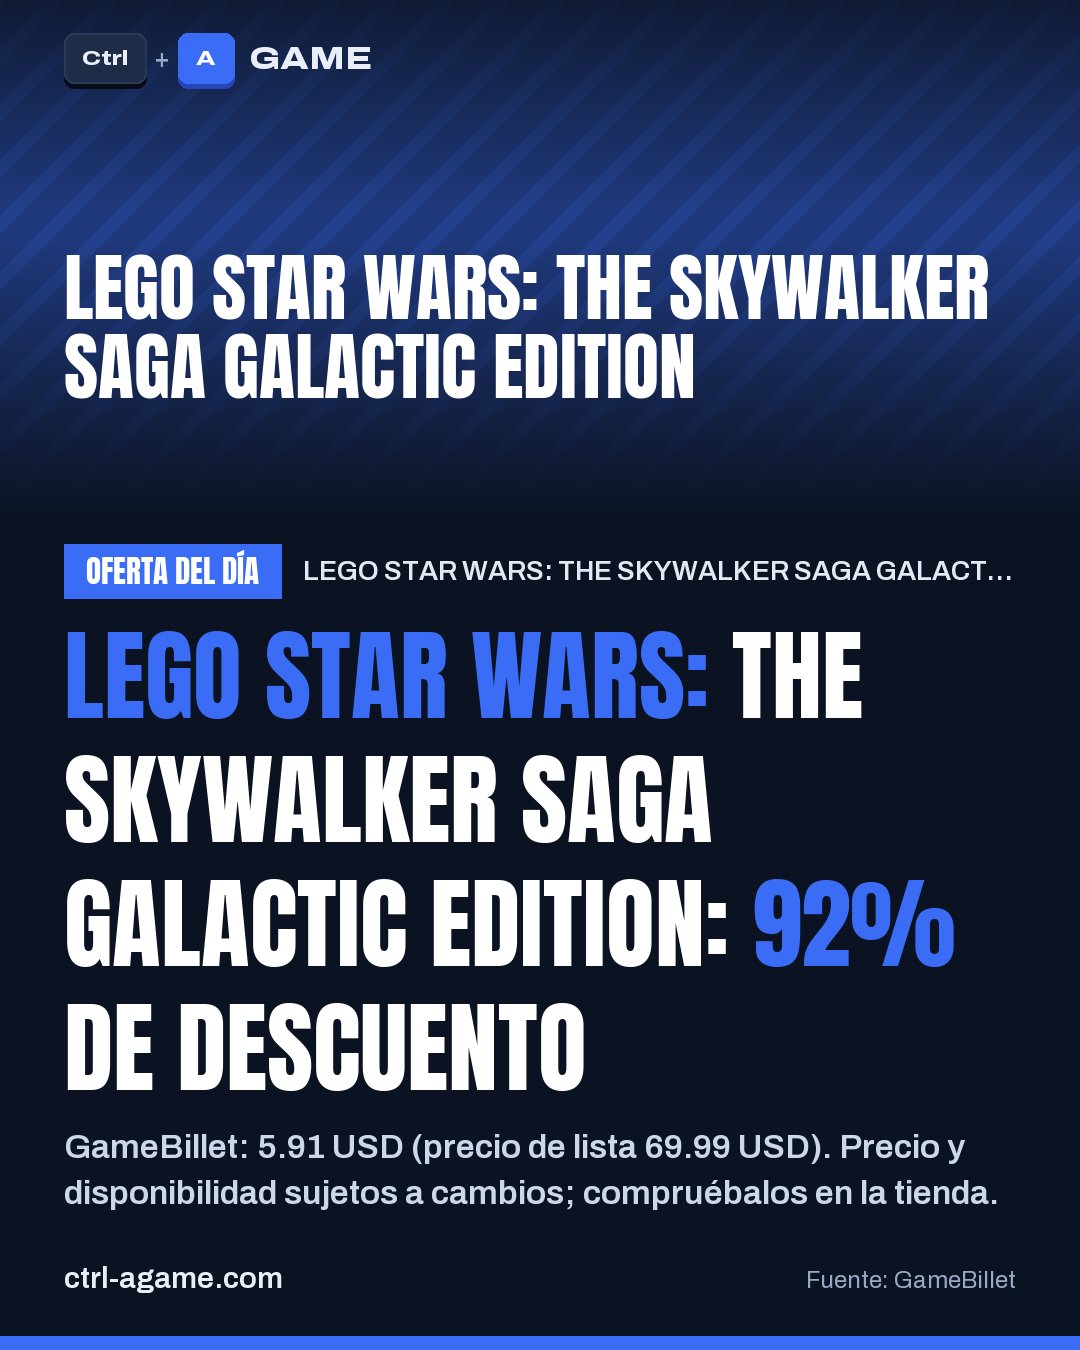 Ctrl + A GAME
LEGO STAR WARS: THE SKYWALKER
SAGA GALACTIC EDITION
OFERTA DEL DÍA LEGO STAR WARS: THE SKYWALKER SAGA GALACT...
LEGO STAR WARS: THE
SKYWALKER SAGA
GALACTIC EDITION: 92%
DE DESCUENTO
GameBillet: 5.91 USD (precio de lista 69.99 USD). Precio y
disponibilidad sujetos a cambios; compruébalos en la tienda.
ctrl-agame.com Fuente: GameBillet